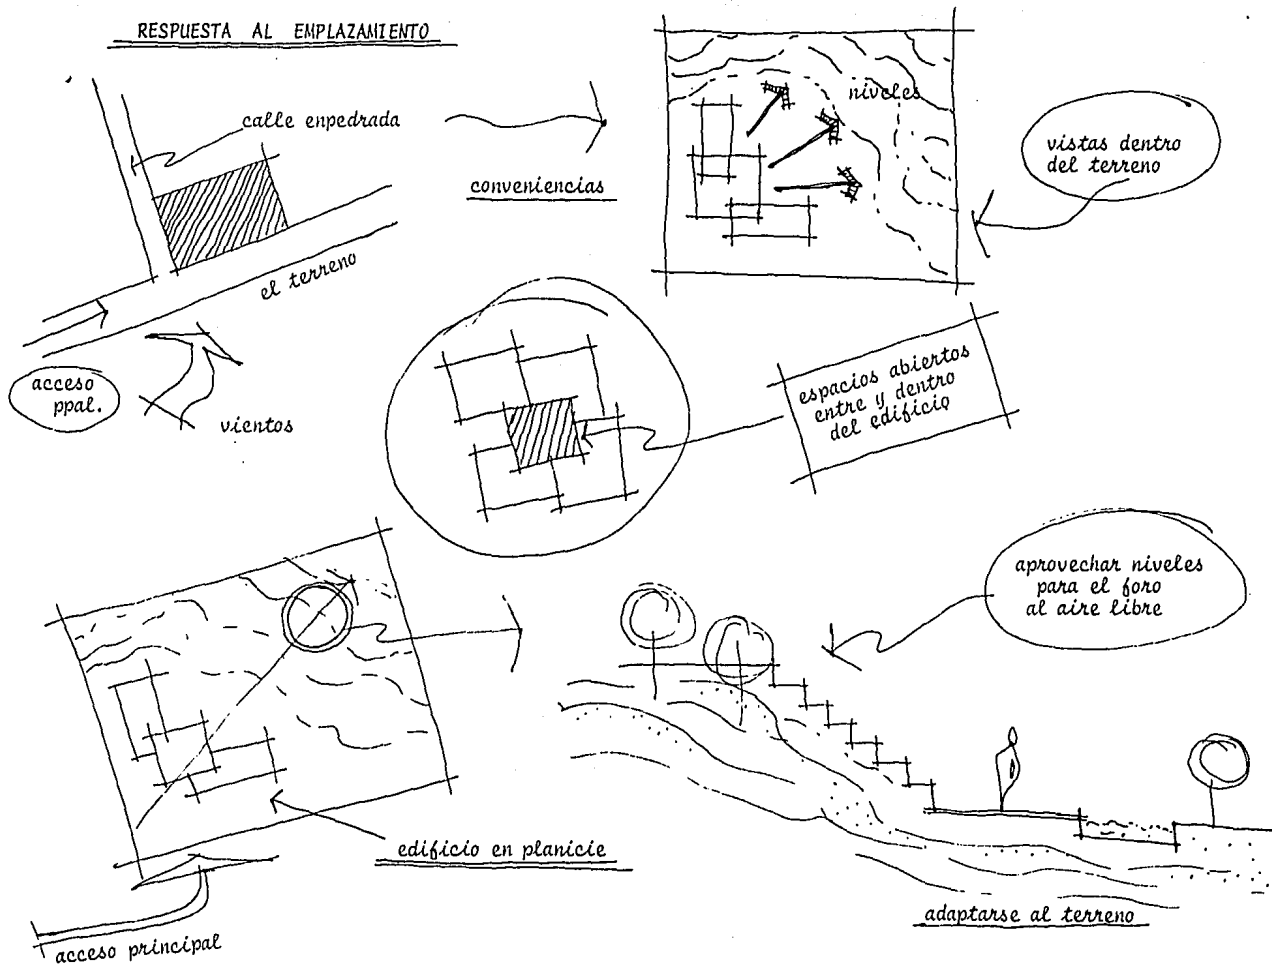 RESPUESTA AL EMPLAZAMIENTO
calle enpedrada
conveniencias
niveles
vistas dentro
del terreno
el terreno
acceso
ppal.
vientos
espacios abiertos
entre y dentro
del edificio
aprovechar niveles
para el foro
al aire libre
edificio en planicie
adaptarse al terreno
acceso principal